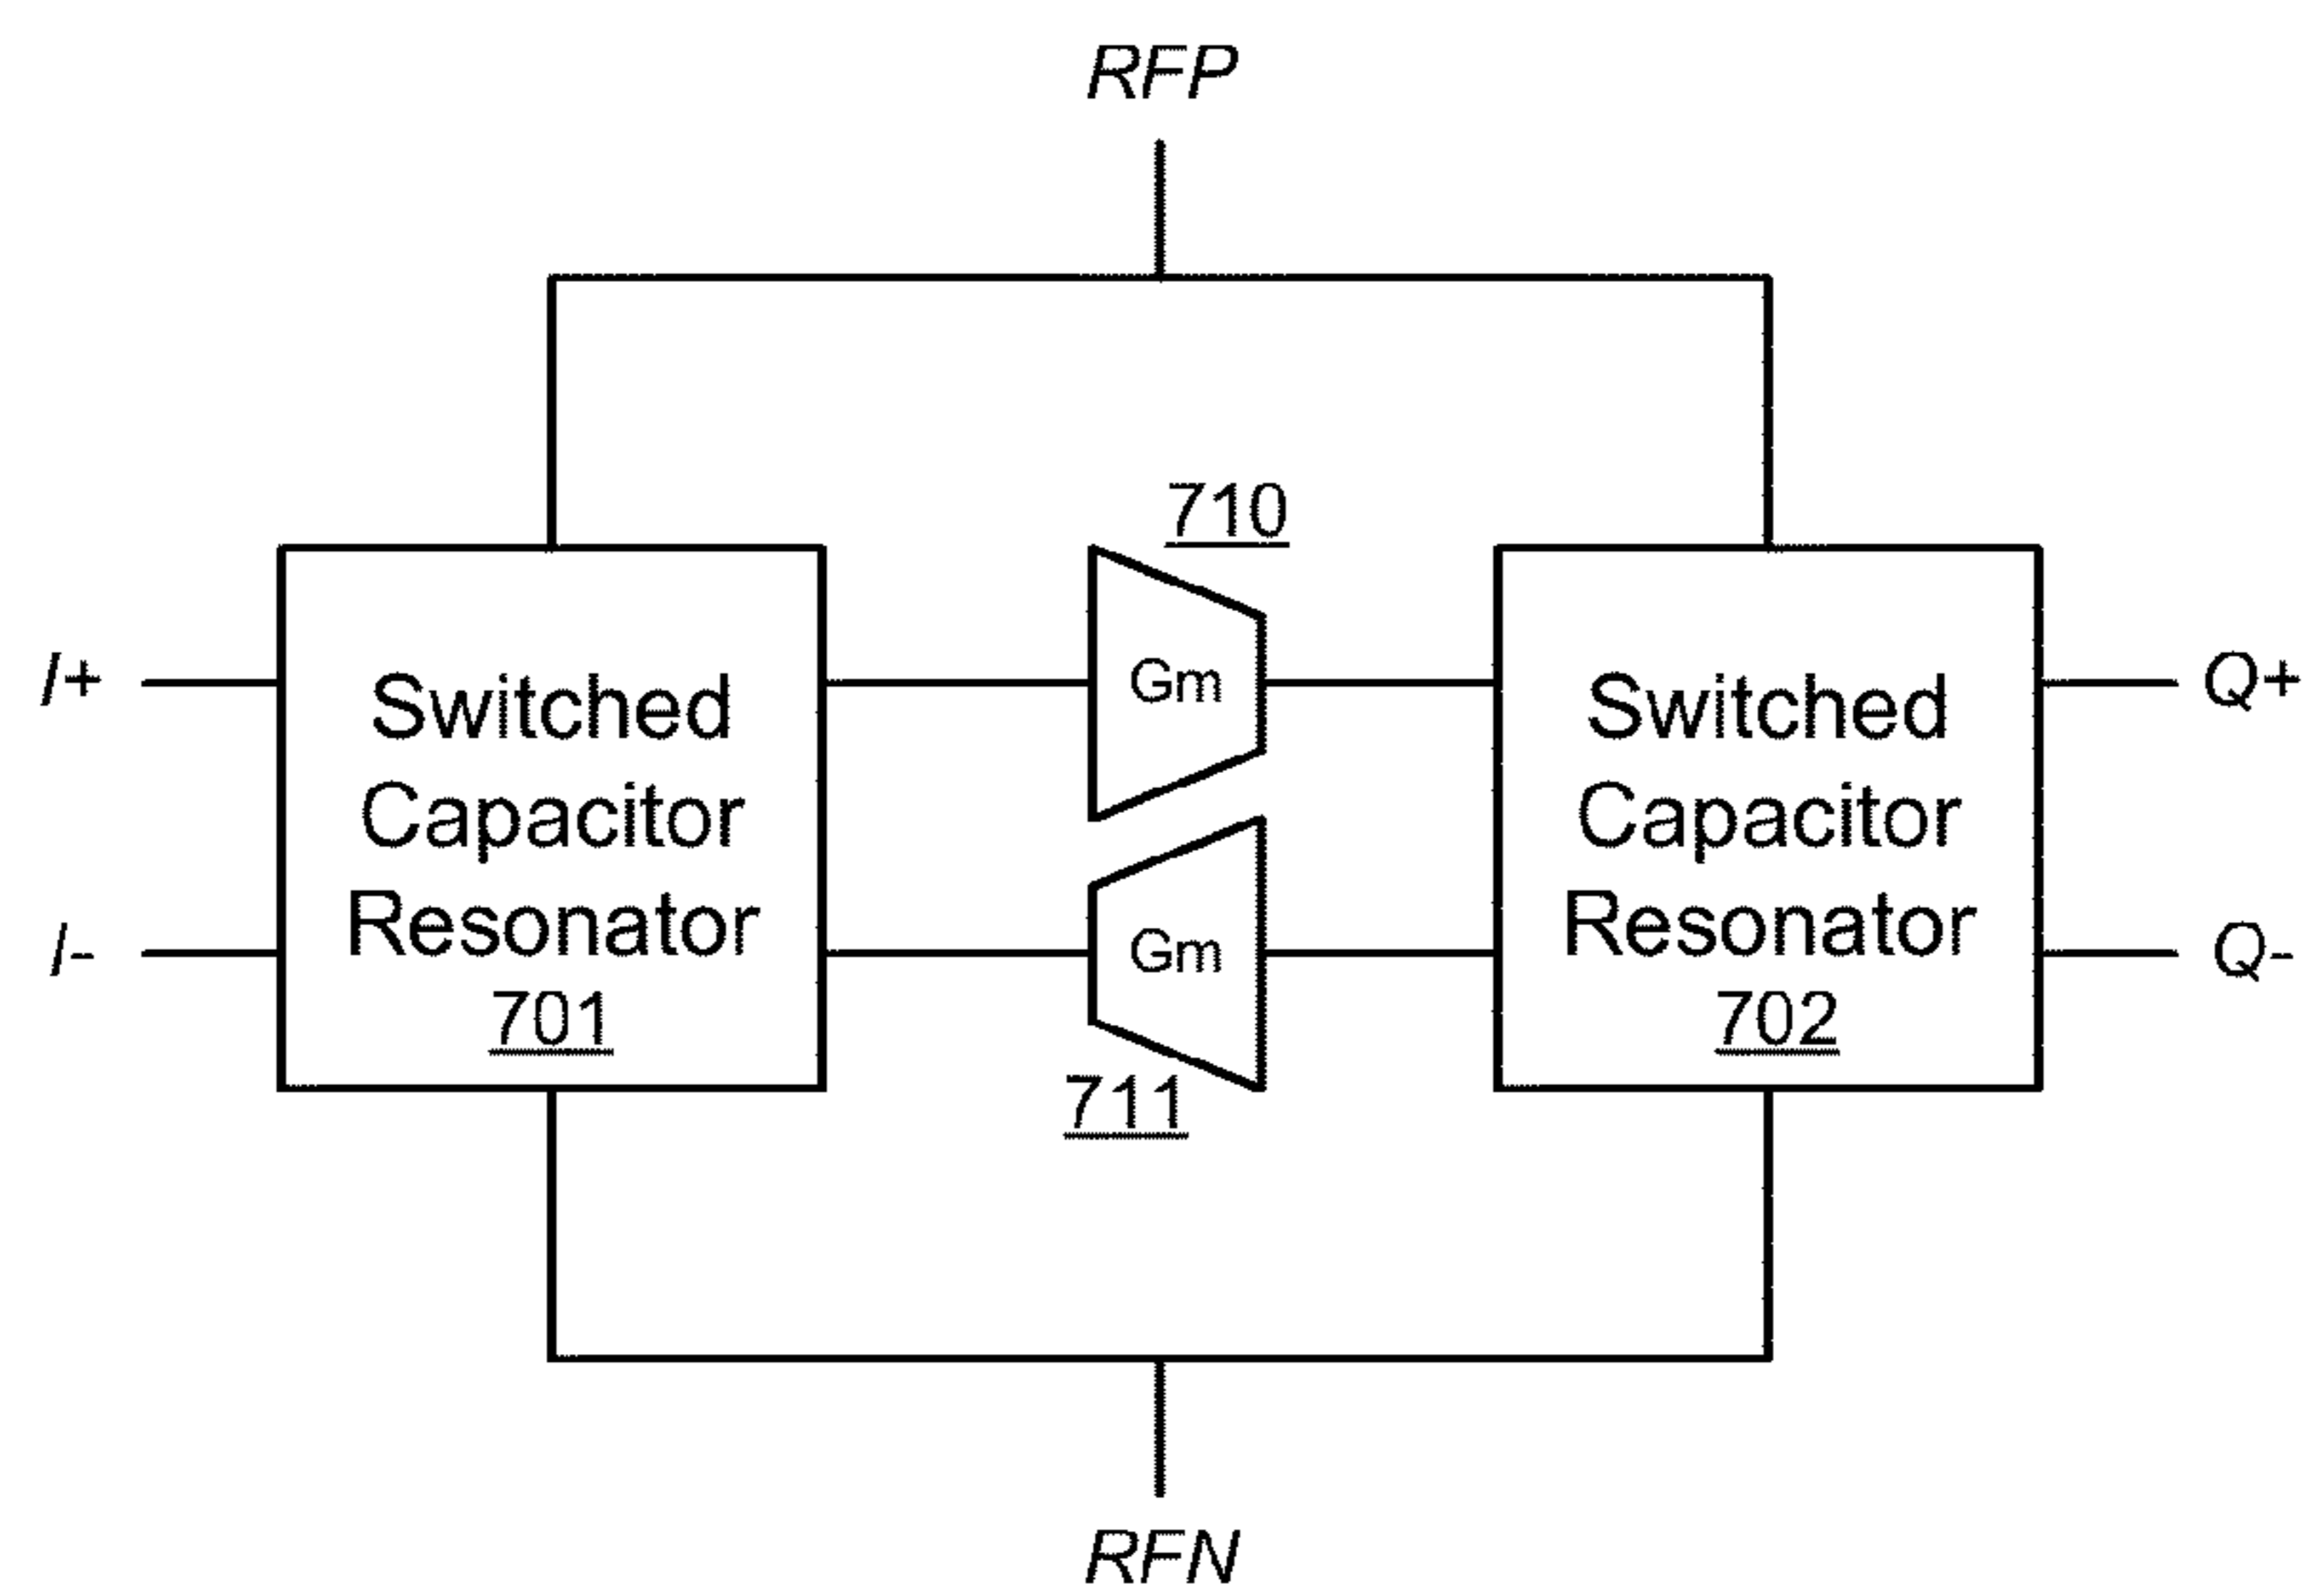 RFP
710
I+
Gm
Q+
Switched
Capacitor
Resonator
701
Switched
Capacitor
Resonator
702
I-
Gm
Q-
711
RFN